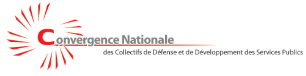 Convergence Nationale
des Collectifs de Défense et de Développement des Services Publics